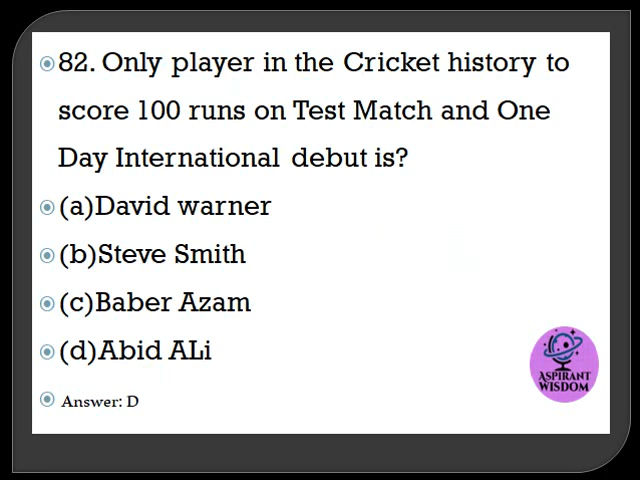 82. Only player in the Cricket history to
score 100 runs on Test Match and One
Day International debut is?
(a)David warner
(b)Steve Smith
(c)Baber Azam
(d)Abid ALi
ASPIRANT
WISDOM
Answer: D